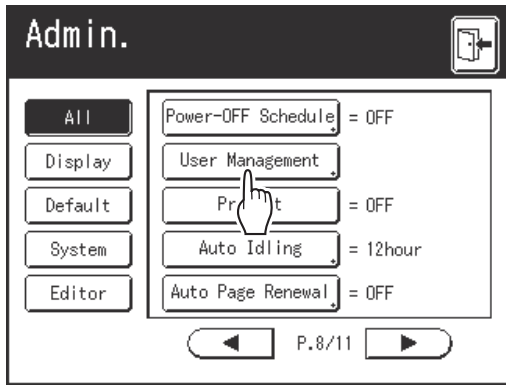 Admin.
All
Power-OFF Schedule = OFF
Display
User Management
Default
= OFF
System
Auto Idling = 12hour
Editor
Auto Page Renewal = OFF
P.8/11